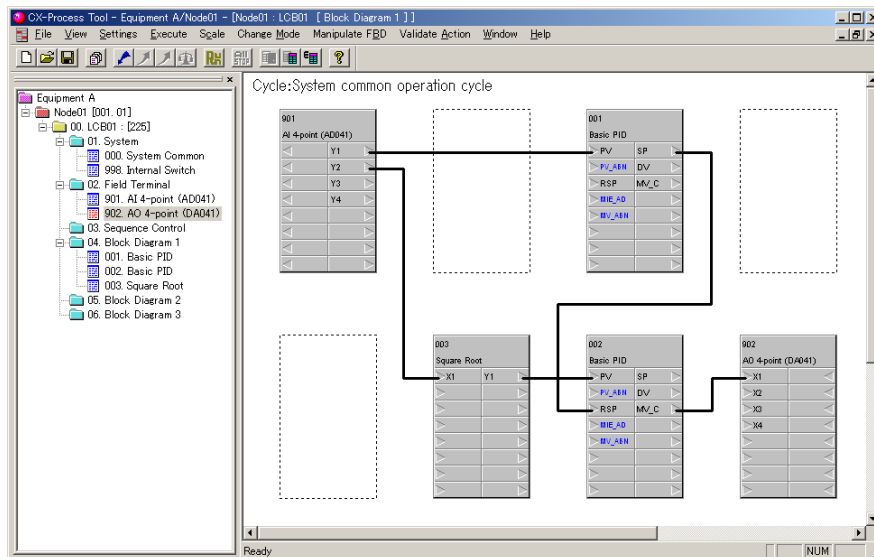 CX-Process Tool - Equipment A/Node01 - [Node01 : LCB01 [ Block Diagram 1 ] ]
File View Settings Execute Scale Change Mode Manipulate FBD Validate Action Window Help
Equipment A
Node01 [001. 01]
00. LCB01 : [225]
01. System
000. System Common
998. Internal Switch
02. Field Terminal
901. AI 4-point (AD041)
902. AO 4-point (DA041)
03. Sequence Control
04. Block Diagram 1
001. Basic PID
002. Basic PID
003. Square Root
05. Block Diagram 2
06. Block Diagram 3
Cycle:System common operation cycle
901
AI 4-point (AD041)
Y1
Y2
Y3
Y4
001
Basic PID
PV SP
PV_ABN DV
RSP MV_C
MIE_AD
MV_ABN
003
Square Root
X1 Y1
002
Basic PID
PV SP
PV_ABN DV
RSP MV_C
MIE_AD
MV_ABN
902
AO 4-point (DA041)
X1
X2
X3
X4
Ready
NUM